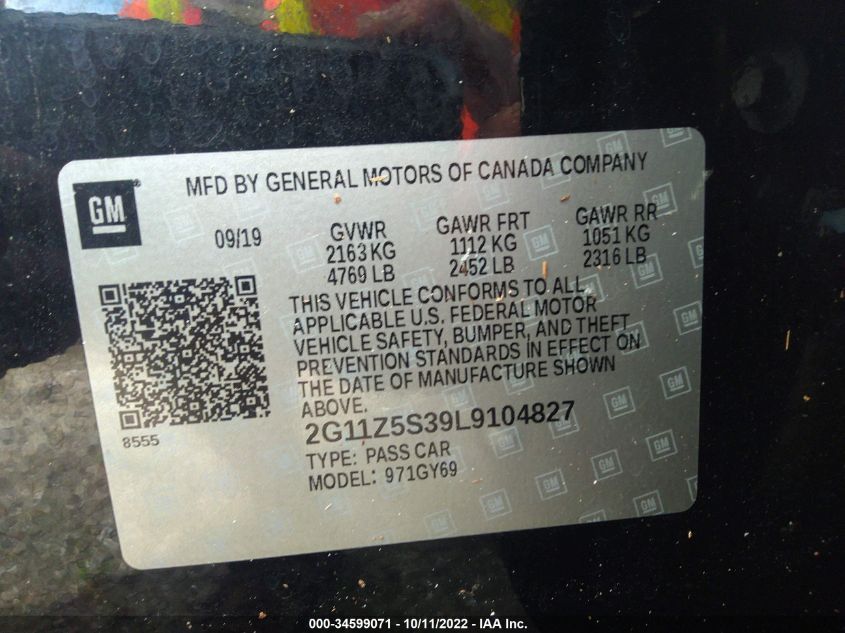 GM
MFD BY GENERAL MOTORS OF CANADA COMPANY
09/19
GVWR
2163 KG
4769 LB
GAWR FRT
1112 KG
2452 LB
GAWR RR
1051 KG
2316 LB
THIS VEHICLE CONFORMS TO ALL
APPLICABLE U.S. FEDERAL MOTOR
VEHICLE SAFETY, BUMPER, AND THEFT
PREVENTION STANDARDS IN EFFECT ON
THE DATE OF MANUFACTURE SHOWN
ABOVE.
8555
2G11Z5S39L9104827
TYPE: PASS CAR
MODEL: 971GY69
000-34599071 - 10/11/2022 - IAA Inc.